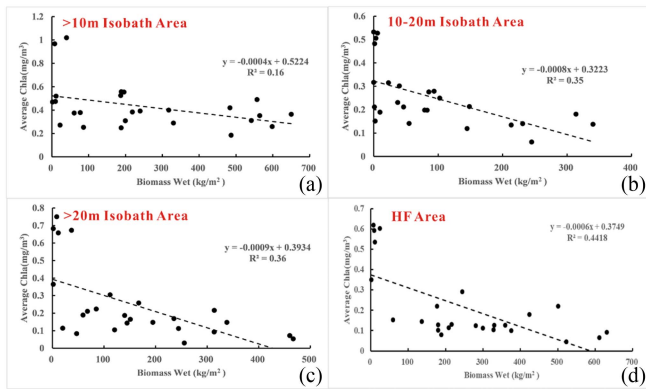 >10m Isobath Area
y = -0.0004x + 0.5224
R² = 0.16
Average Chla(mg/m³)
1.2
1
0.8
0.6
0.4
0.2
0
0 100 200 300 400 500 600 700
Biomass Wet (kg/m²)
(a)
10-20m Isobath Area
y = -0.0008x + 0.3223
R² = 0.35
Average Chla(mg/m³)
0.6
0.5
0.4
0.3
0.2
0.1
0
0 100 200 300 400
Biomass Wet (kg/m²)
(b)
>20m Isobath Area
y = -0.0009x + 0.3934
R² = 0.36
Average Chla(mg/m³)
0.8
0.7
0.6
0.5
0.4
0.3
0.2
0.1
0
0 100 200 300 400 500
Biomass Wet (kg/m²)
(c)
HF Area
y = -0.0006x + 0.3749
R² = 0.4418
Average Chla(mg/m³)
0.7
0.6
0.5
0.4
0.3
0.2
0.1
0
0 100 200 300 400 500 600 700
Biomass Wet (kg/m²)
(d)